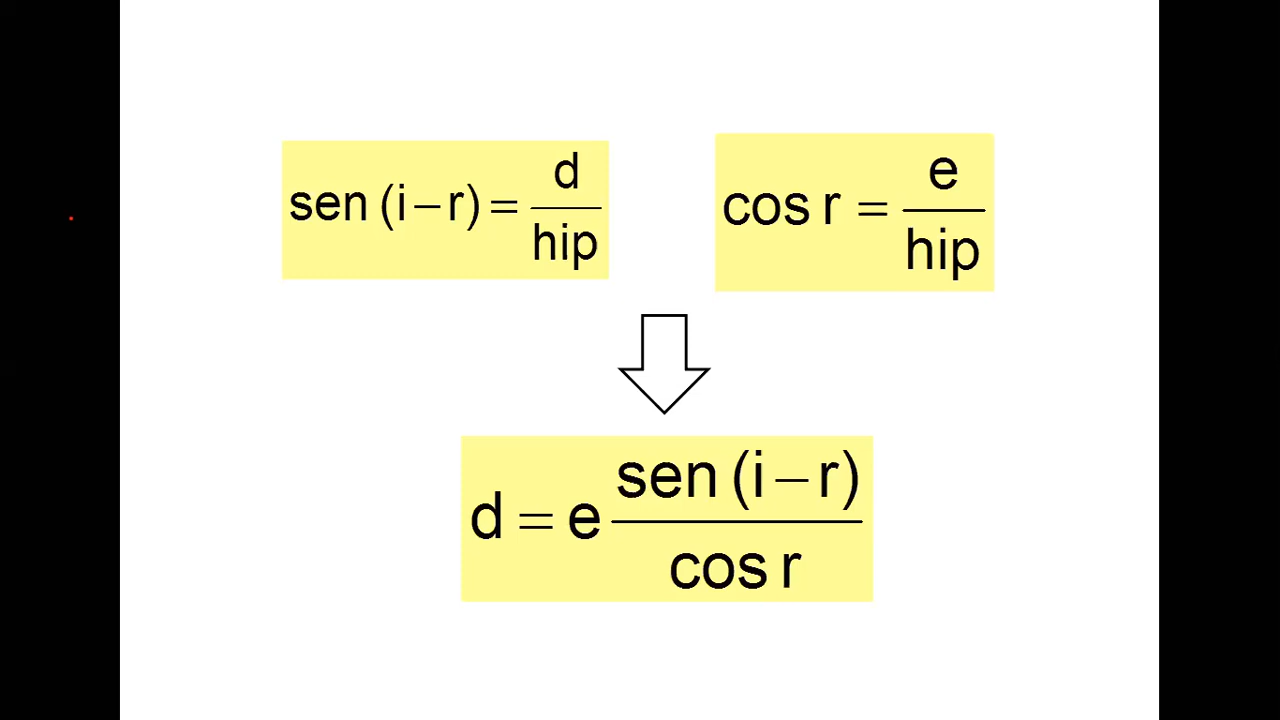 sen (i – r) = d/hip
cos r = e/hip
d = e sen (i – r)/cos r